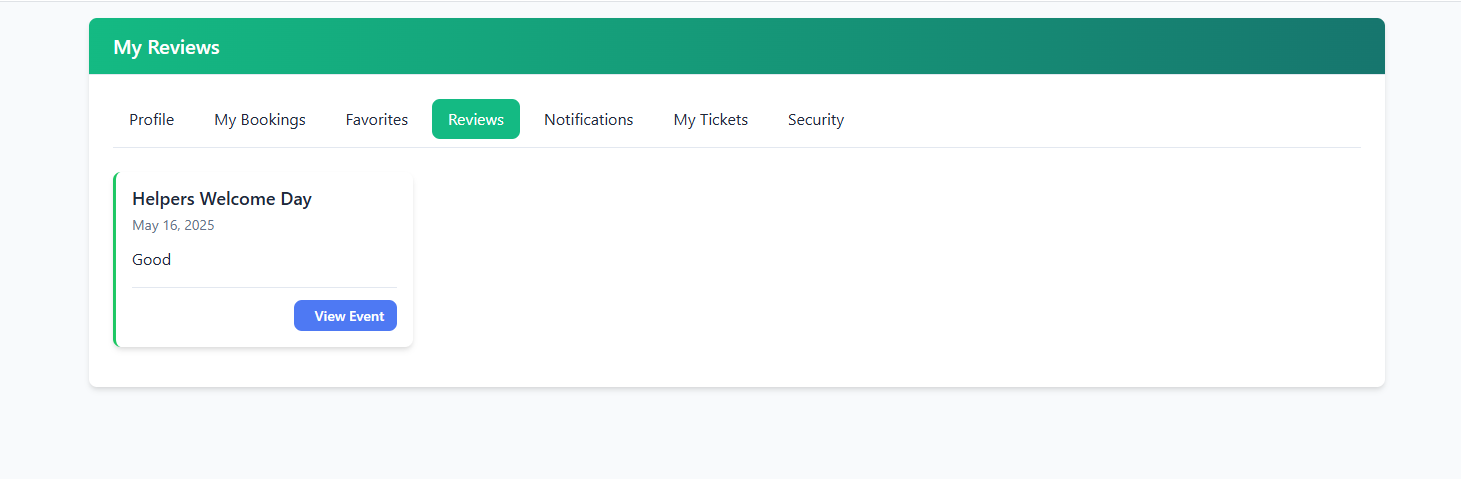 My Reviews
Profile My Bookings Favorites Reviews Notifications My Tickets Security
Helpers Welcome Day
May 16, 2025
Good
View Event